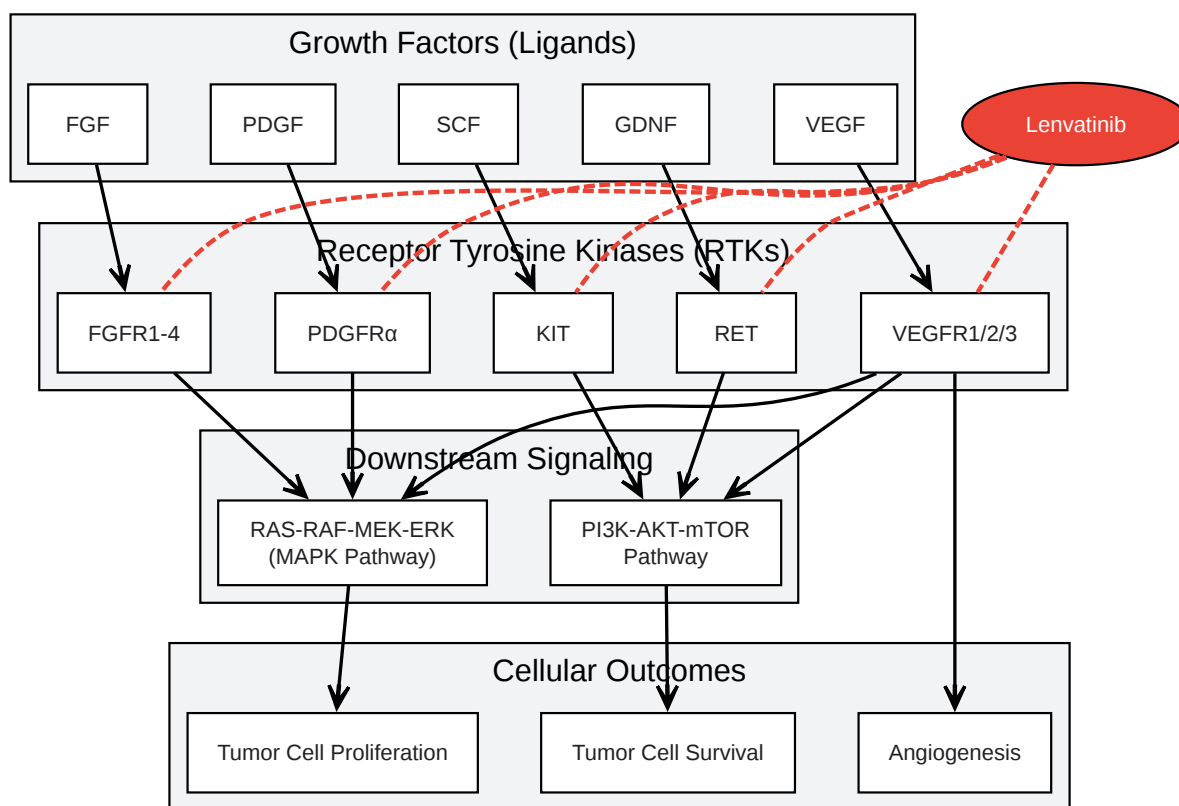 Growth Factors (Ligands)
FGF
PDGF
SCF
GDNF
VEGF
Lenvatinib
Receptor Tyrosine Kinases (RTKs)
FGFR1-4
PDGFRα
KIT
RET
VEGFR1/2/3
Downstream Signaling
RAS-RAF-MEK-ERK
(MAPK Pathway)
PI3K-AKT-mTOR
Pathway
Cellular Outcomes
Tumor Cell Proliferation
Tumor Cell Survival
Angiogenesis